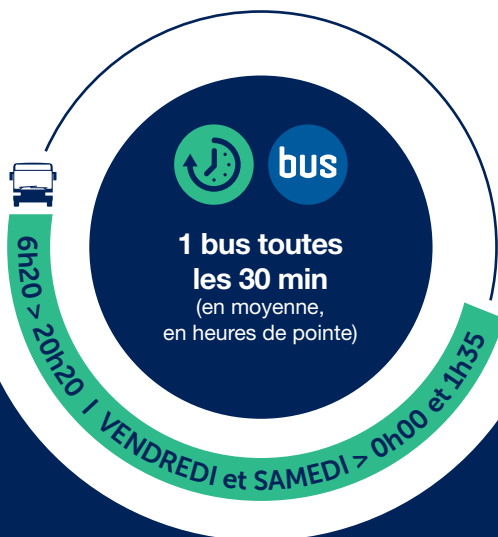 bus
1 bus toutes
les 30 min
(en moyenne,
en heures de pointe)
6h20 > 20h20 I VENDREDI et SAMEDI > 0h00 et 1h35